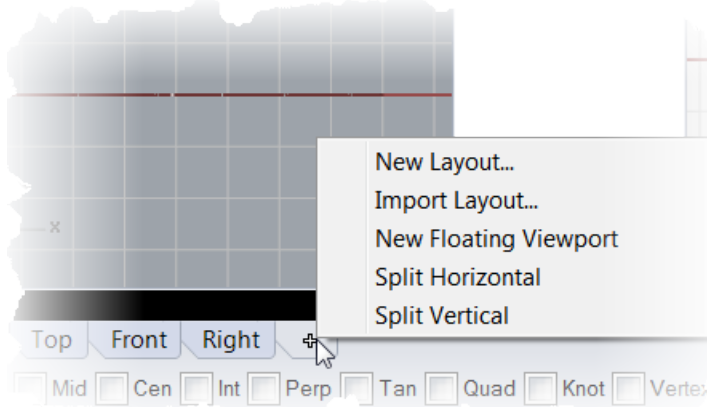 New Layout...
Import Layout...
New Floating Viewport
Split Horizontal
Split Vertical
x
Top Front Right
Mid Cen Int Perp Tan Quad Knot